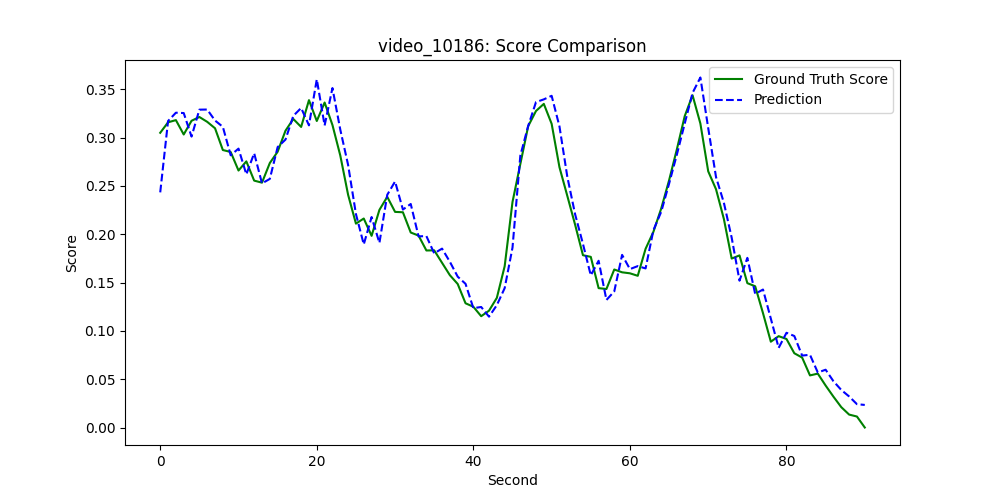 video_10186: Score Comparison
Ground Truth Score
Prediction
0.35
0.30
0.25
0.20
0.15
0.10
0.05
0.00
Score
0 20 40 60 80
Second